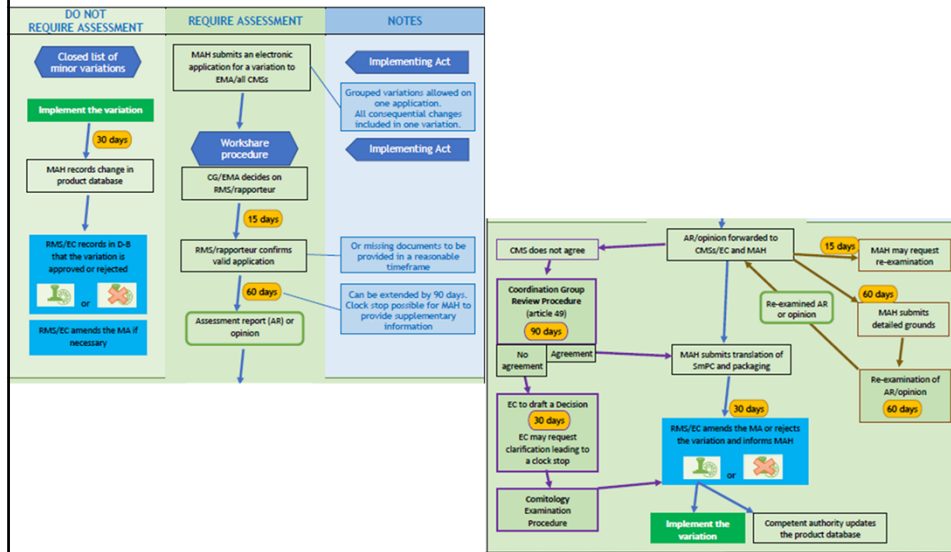 DO NOT
REQUIRE ASSESSMENT
REQUIRE ASSESSMENT
NOTES
Closed list of
minor variations
Implement the variation
30 days
MAH records change in
product database
RMS/EC records in D-B
that the variation is
approved or rejected
or
RMS/EC amends the MA if
necessary
MAH submits an electronic
application for a variation to
EMA/all CMSs
Workshare
procedure
CG/EMA decides on
RMS/rapporteur
15 days
RMS/rapporteur confirms
valid application
60 days
Assessment report (AR) or
opinion
Implementing Act
Grouped variations allowed on
one application.
All consequential changes
included in one variation.
Implementing Act
Or missing documents to be
provided in a reasonable
timeframe
Can be extended by 90 days.
Clock stop possible for MAH to
provide supplementary
information
CMS does not agree
Coordination Group
Review Procedure
(article 49)
90 days
No
agreement
Agreement
EC to draft a Decision
30 days
EC may request
clarification leading to
a clock stop
Comitology
Examination
Procedure
AR/opinion forwarded to
CMSs/EC and MAH
15 days
MAH may request
re-examination
60 days
MAH submits
detailed grounds
Re-examined AR
or opinion
Re-examination of
AR/opinion
60 days
MAH submits translation of
SmPC and packaging
30 days
RMS/EC amends the MA or rejects
the variation and informs MAH
or
Implement the
variation
Competent authority updates
the product database